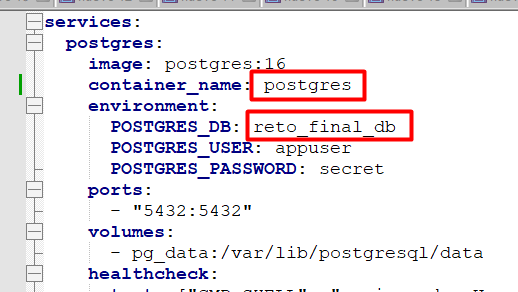 services:
postgres:
image: postgres:16
container_name: postgres
environment:
POSTGRES_DB: reto_final_db
POSTGRES_USER: appuser
POSTGRES_PASSWORD: secret
ports:
- "5432:5432"
volumes:
- pg_data:/var/lib/postgresql/data
healthcheck: